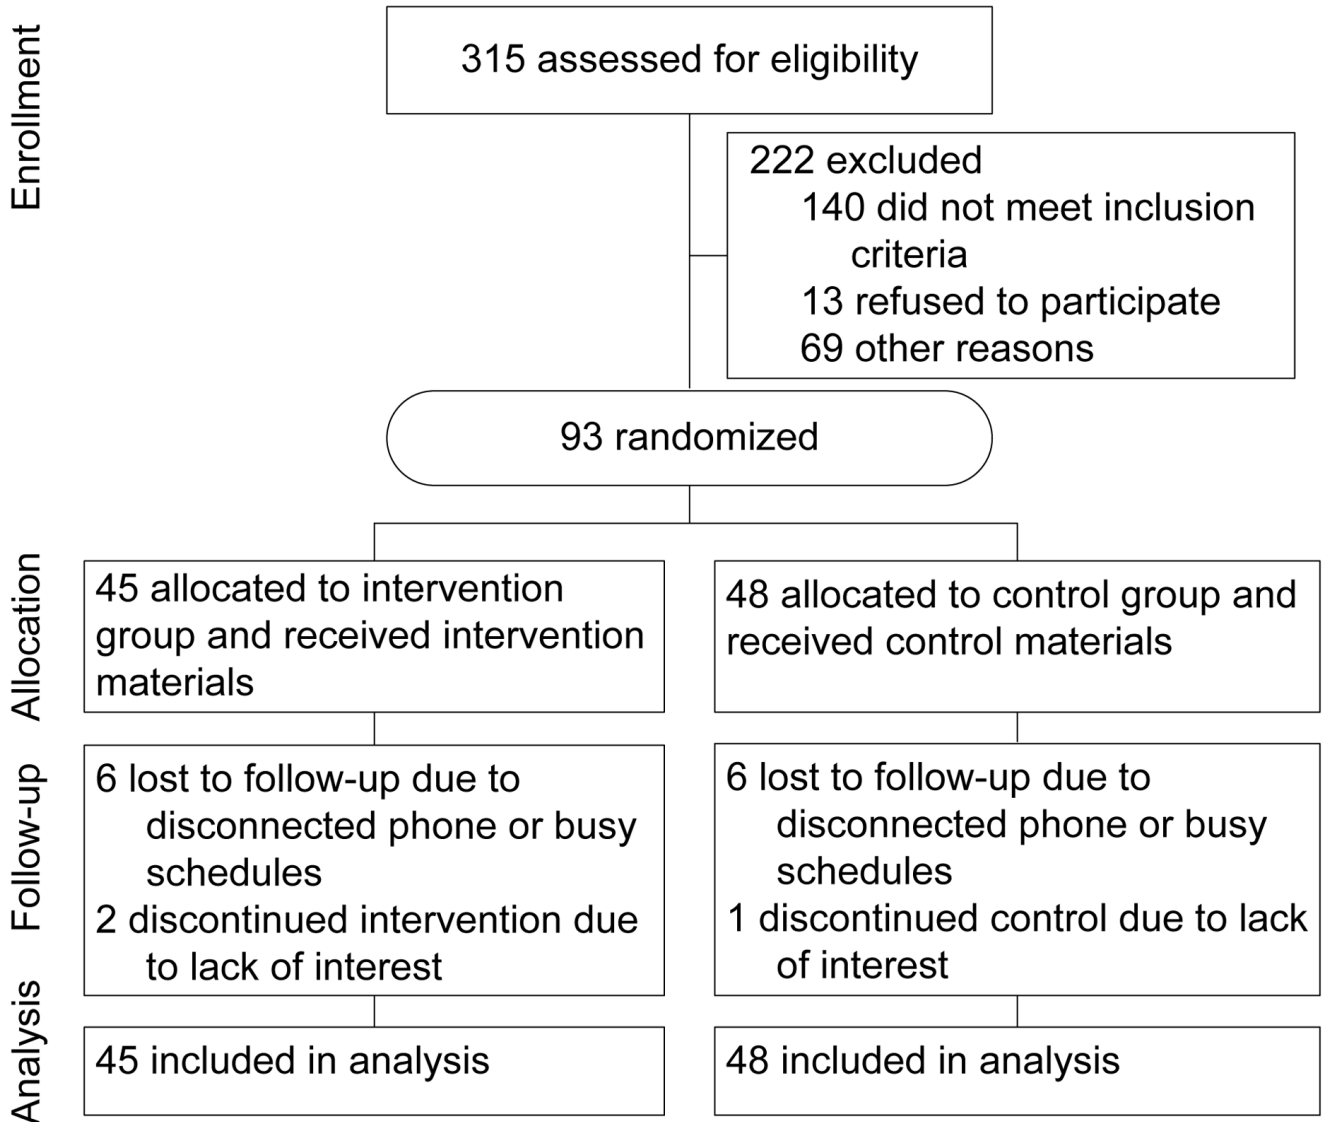 Enrollment
315 assessed for eligibility
222 excluded
140 did not meet inclusion
criteria
13 refused to participate
69 other reasons
93 randomized
Allocation
45 allocated to intervention
group and received intervention
materials
48 allocated to control group and
received control materials
Follow-up
6 lost to follow-up due to
disconnected phone or busy
schedules
2 discontinued intervention due
to lack of interest
6 lost to follow-up due to
disconnected phone or busy
schedules
1 discontinued control due to lack
of interest
Analysis
45 included in analysis
48 included in analysis